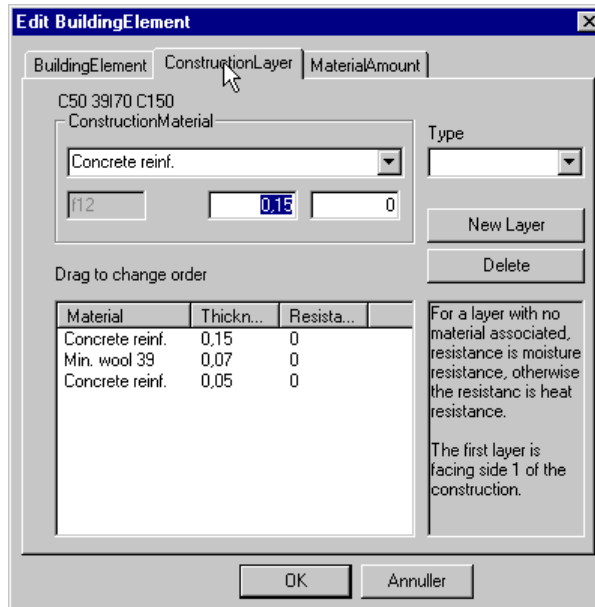 Edit BuildingElement
BuildingElement ConstructionLayer MaterialAmount
C50 39I70 C150
ConstructionMaterial
Type
Concrete reinf.
f12 0,15 0
New Layer
Delete
Drag to change order
Material Thickn... Resista...
Concrete reinf. 0,15 0
Min. wool 39 0,07 0
Concrete reinf. 0,05 0
For a layer with no
material associated,
resistance is moisture
resistance, otherwise
the resistanc is heat
resistance.
The first layer is
facing side 1 of the
construction.
OK Annuller